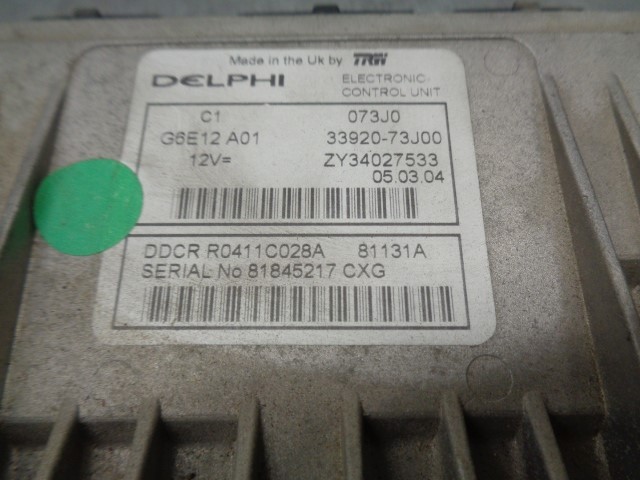 Made in the Uk by TRW
DELPHI ELECTRONIC
CONTROL UNIT
C1 073J0
G6E12 A01 33920-73J00
12V= ZY34027533
05.03.04
DDCR R0411C028A 81131A
SERIAL No 81845217 CXG